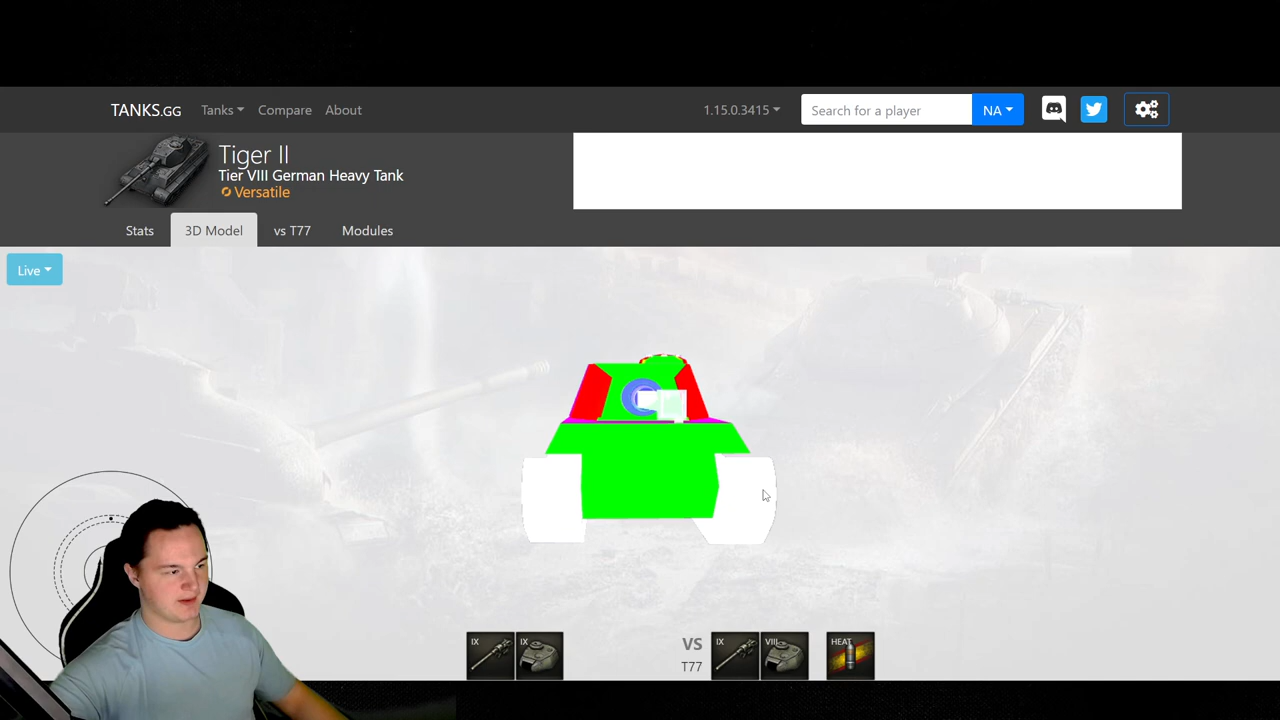 TANKS.GG Tanks Compare About 1.15.0.3415 Search for a player NA
Tiger II
Tier VIII German Heavy Tank
Versatile
Stats 3D Model vs T77 Modules
Live
IX IX VS IX VIII HEAT
T77